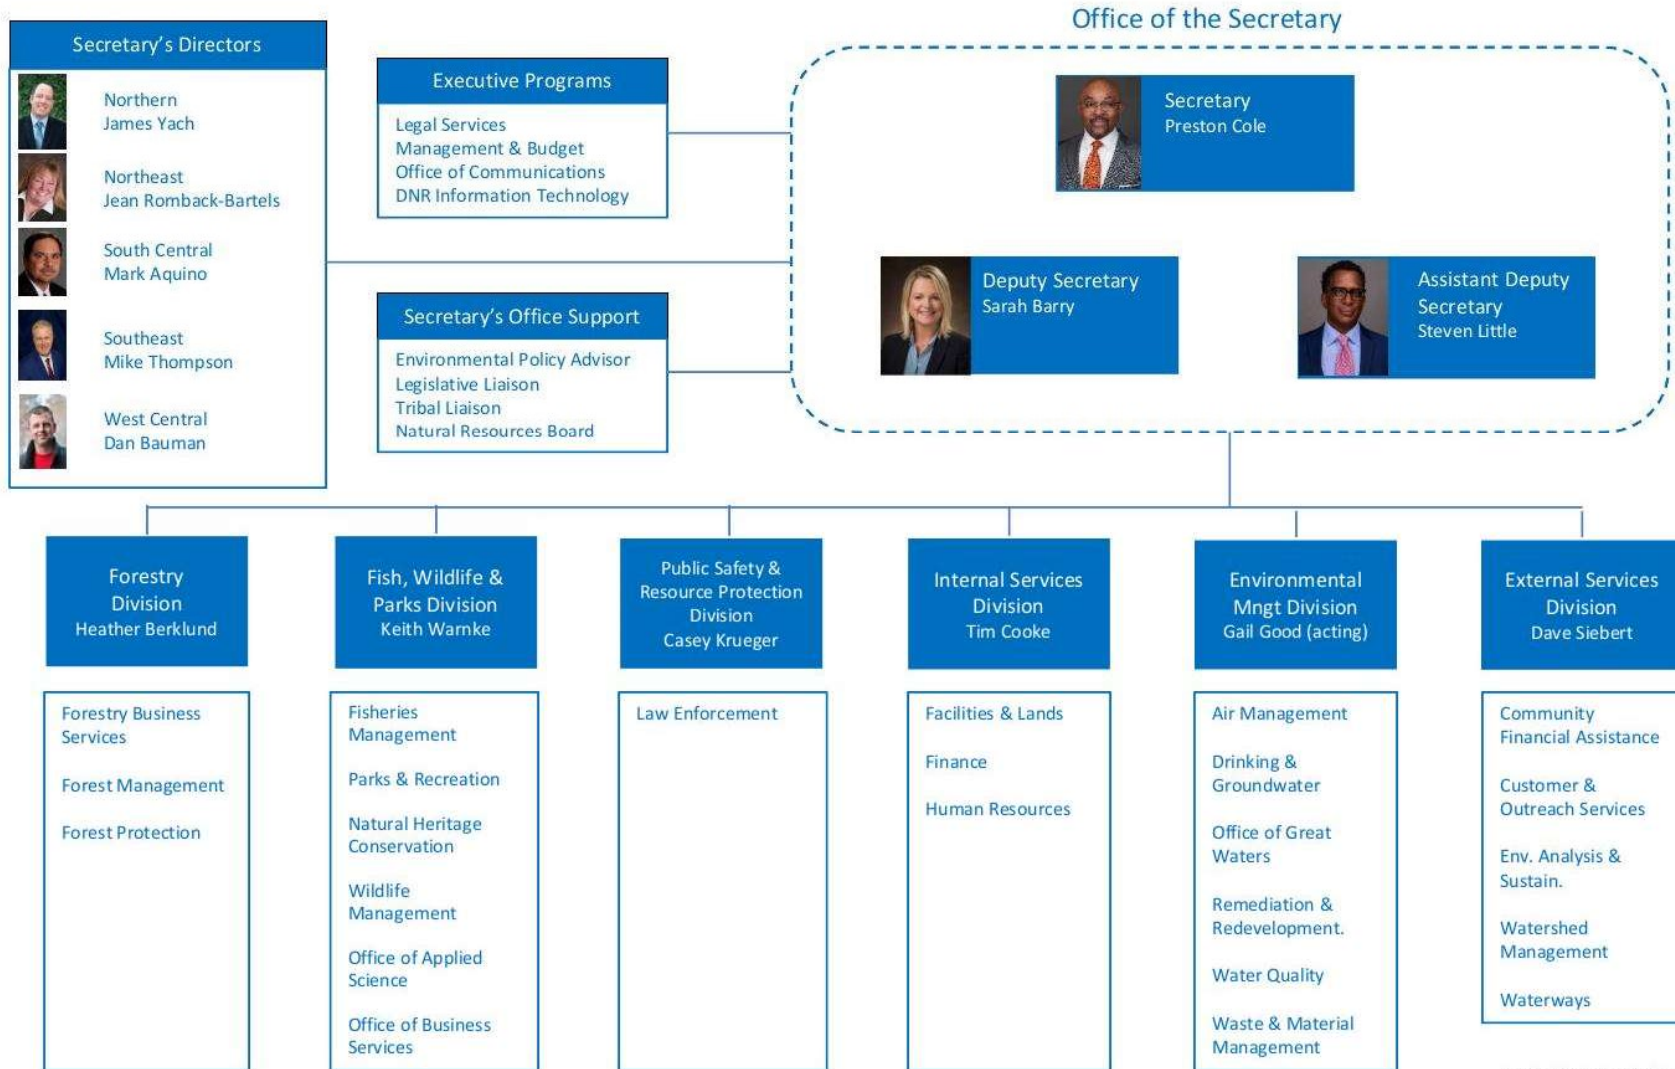 Office of the Secretary
Secretary's Directors
Northern
James Yach
Northeast
Jean Romback-Bartels
South Central
Mark Aquino
Southeast
Mike Thompson
West Central
Dan Bauman
Executive Programs
Legal Services
Management & Budget
Office of Communications
DNR Information Technology
Secretary's Office Support
Environmental Policy Advisor
Legislative Liaison
Tribal Liaison
Natural Resources Board
Secretary
Preston Cole
Deputy Secretary
Sarah Barry
Assistant Deputy
Secretary
Steven Little
Forestry
Division
Heather Berklund
Forestry Business
Services
Forest Management
Forest Protection
Fish, Wildlife &
Parks Division
Keith Warnke
Fisheries
Management
Parks & Recreation
Natural Heritage
Conservation
Wildlife
Management
Office of Applied
Science
Office of Business
Services
Public Safety &
Resource Protection
Division
Casey Krueger
Law Enforcement
Internal Services
Division
Tim Cooke
Facilities & Lands
Finance
Human Resources
Environmental
Mngt Division
Gail Good (acting)
Air Management
Drinking &
Groundwater
Office of Great
Waters
Remediation &
Redevelopment.
Water Quality
Waste & Material
Management
External Services
Division
Dave Siebert
Community
Financial Assistance
Customer &
Outreach Services
Env. Analysis &
Sustain.
Watershed
Management
Waterways